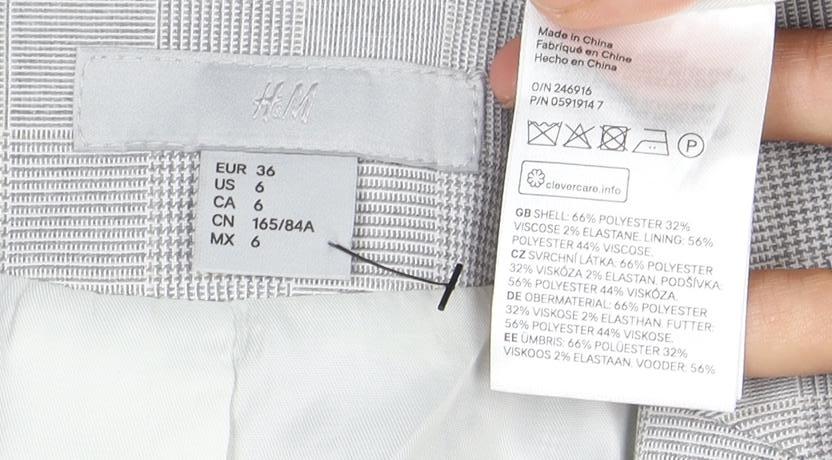 H&M
EUR 36
US 6
CA 6
CN 165/84A
MX 6
Made in China
Fabriqué en Chine
Hecho en China
O/N 246916
P/N 0591914 7
P
clevercare.info
GB SHELL: 66% POLYESTER 32%
VISCOSE 2% ELASTANE. LINING: 56%
POLYESTER 44% VISCOSE.
CZ SVRCHNÍ LÁTKA: 66% POLYESTER
32% VISKÓZA 2% ELASTAN. PODŠÍVKA:
56% POLYESTER 44% VISKÓZA.
DE OBERMATERIAL: 66% POLYESTER
32% VISKOSE 2% ELASTHAN. FUTTER:
56% POLYESTER 44% VISKOSE.
EE ÜMBRIS: 66% POLÜESTER 32%
VISKOOS 2% ELASTAAN. VOODER: 56%